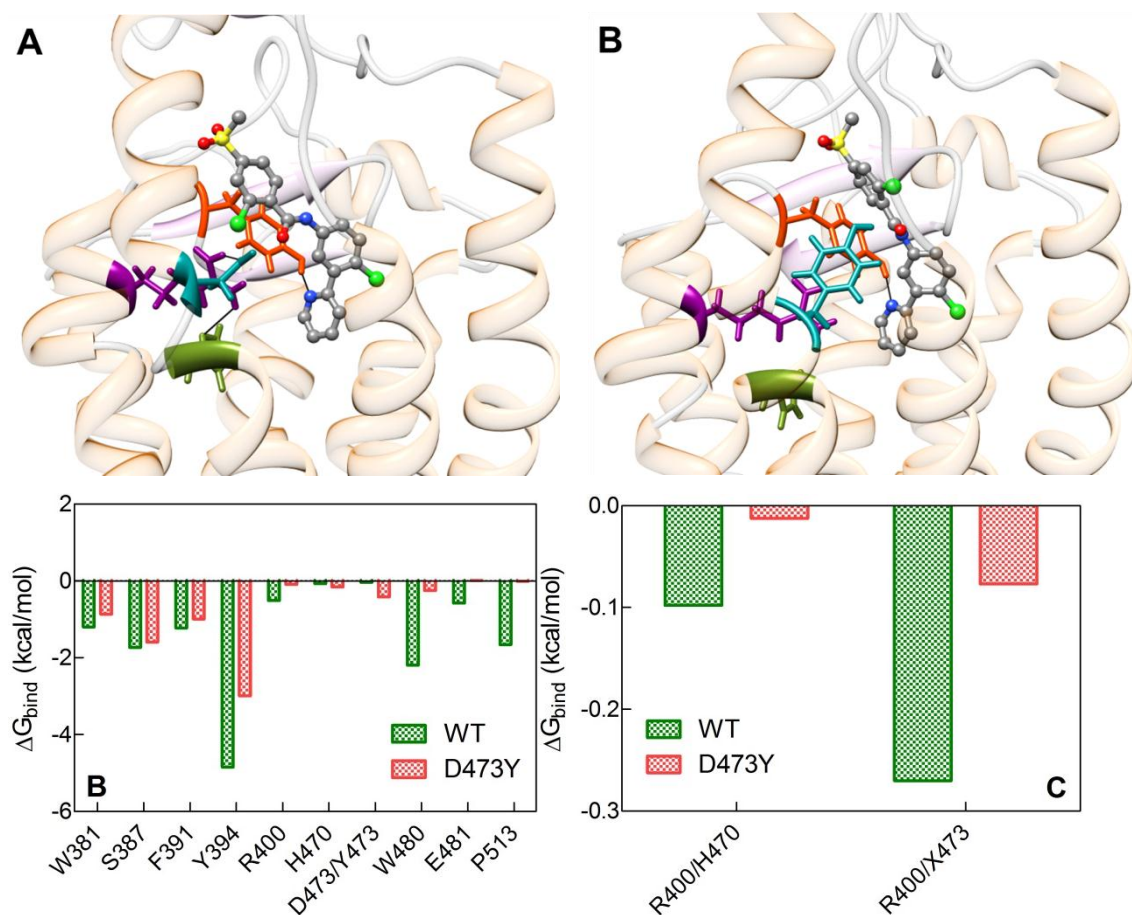 A
B
2
0
-2
-4
-6
ΔGbind (kcal/mol)
WT
D473Y
B
W381
S387
F391
Y394
R400
H470
D473/Y473
W480
E481
P513
0.0
-0.1
-0.2
-0.3
ΔGbind (kcal/mol)
WT
D473Y
C
R400/H470
R400/X473